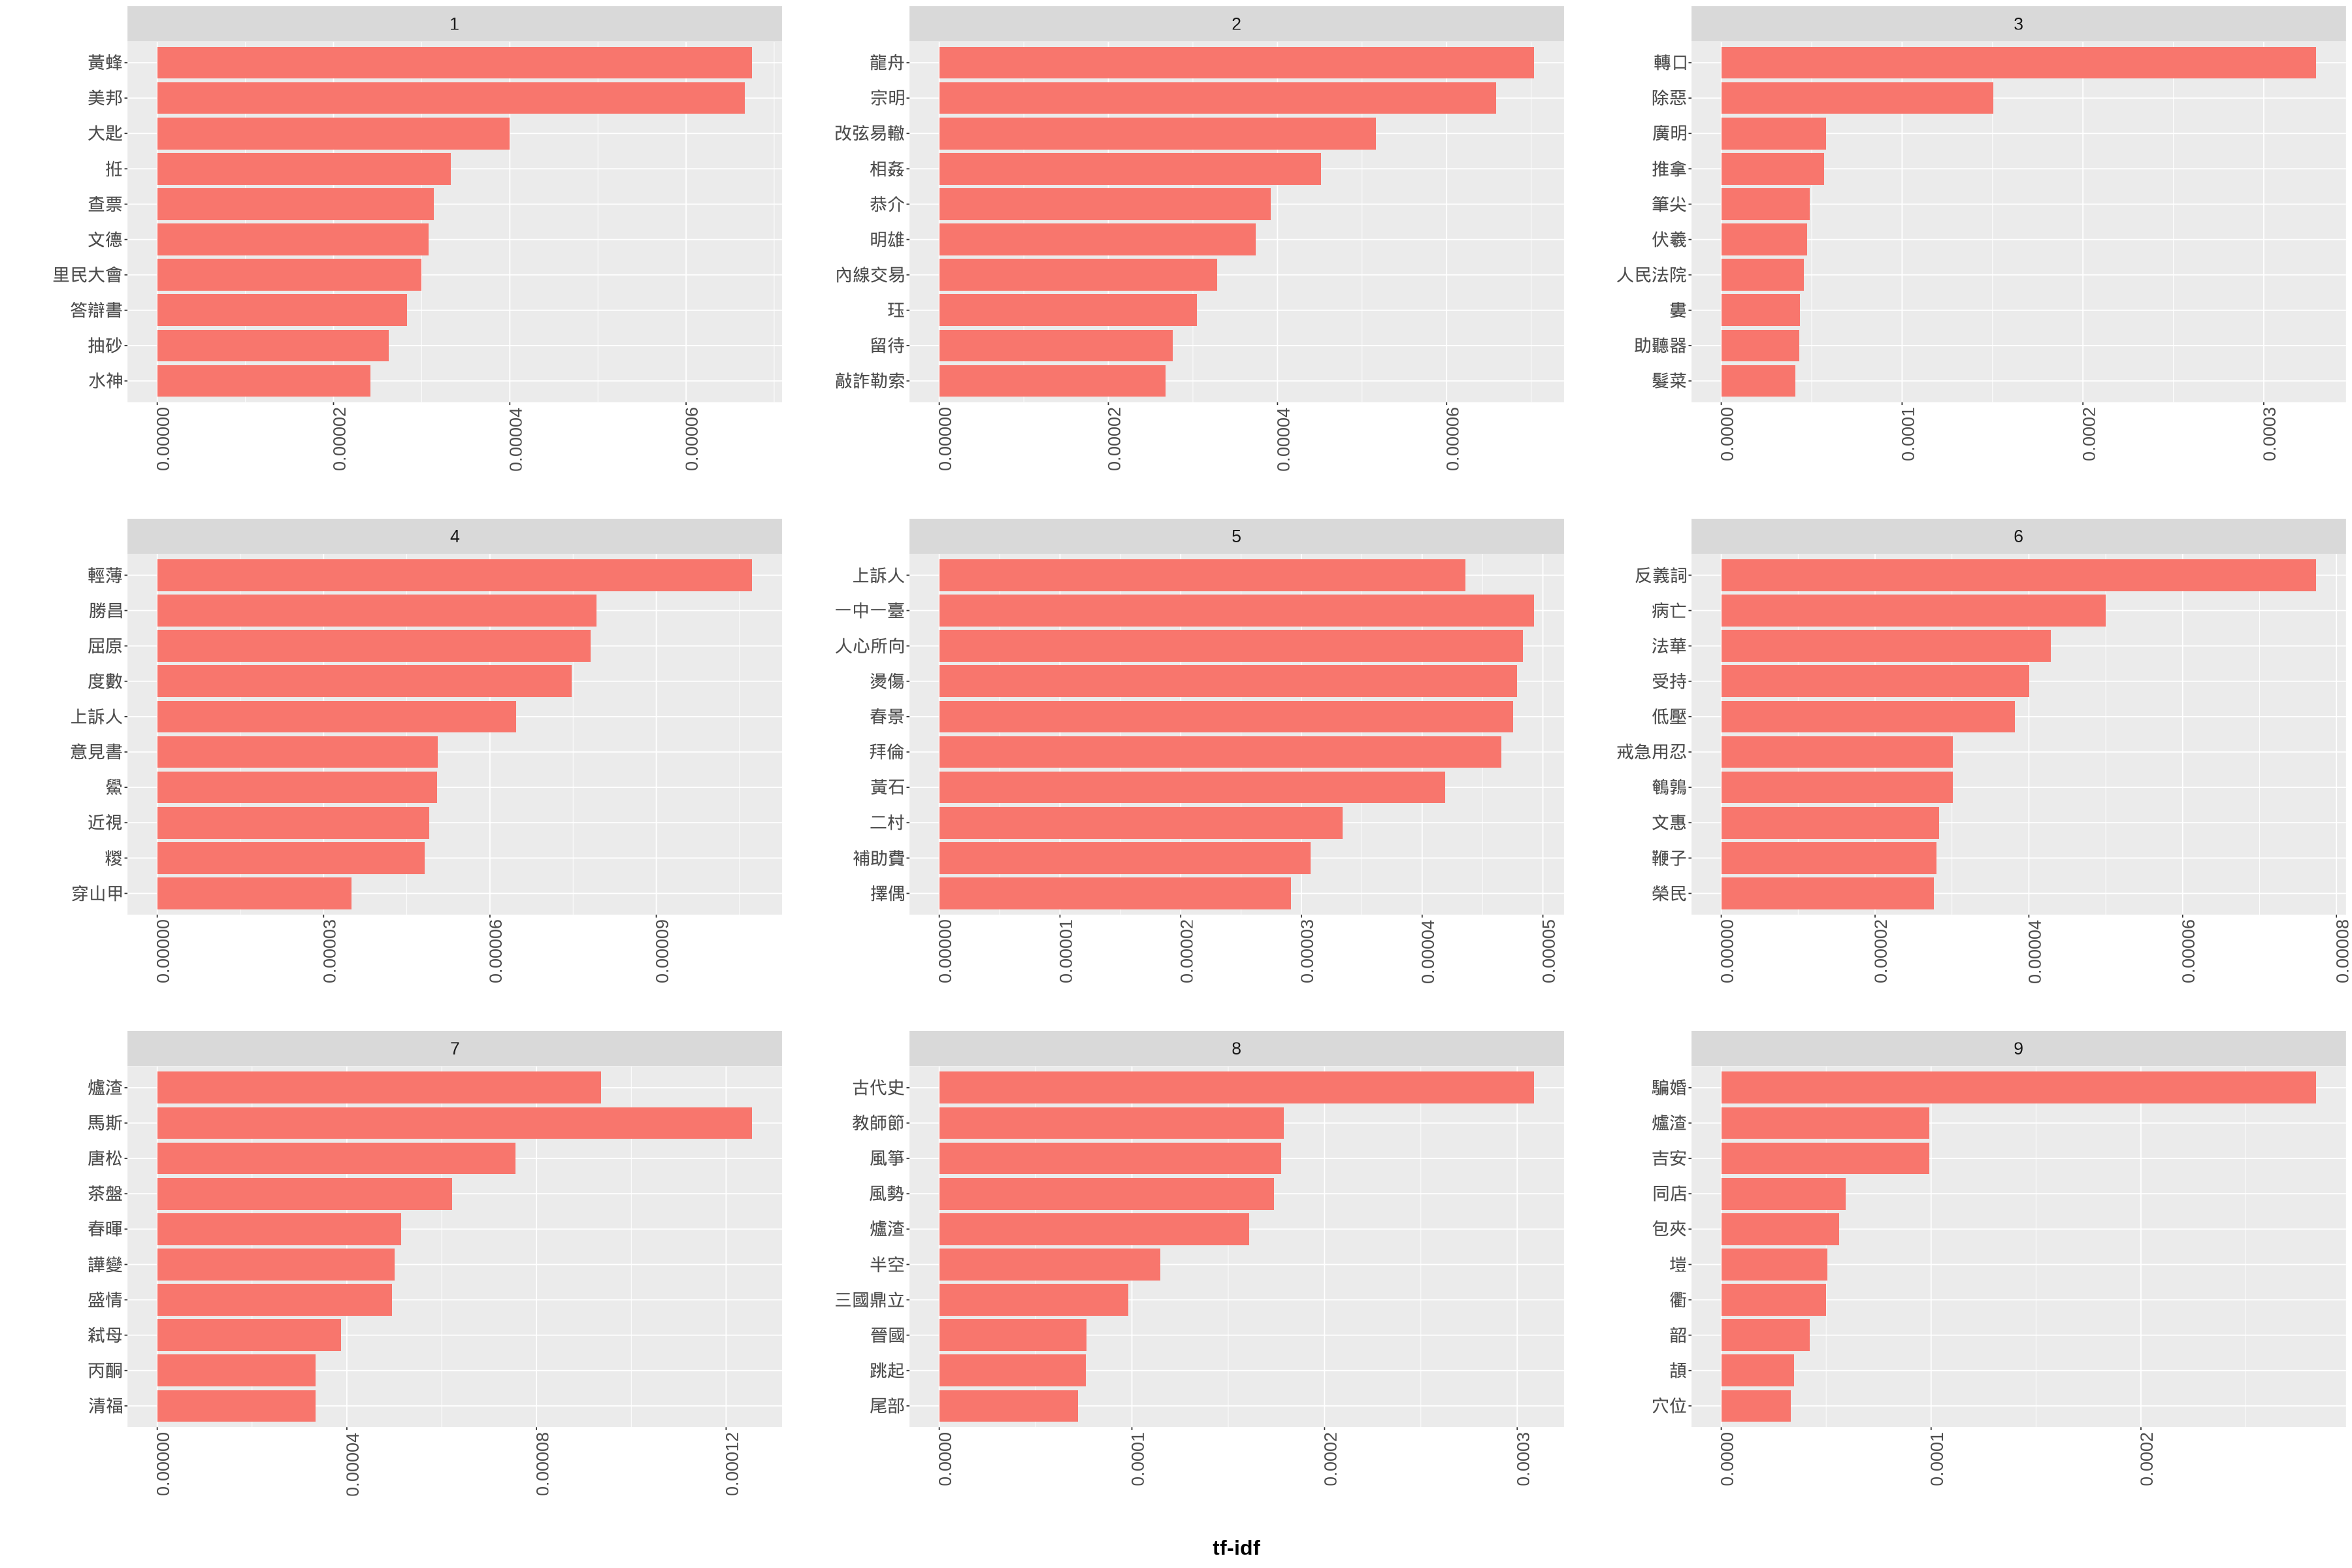 1
黃蜂
美邦
大匙
拰
查票
文德
里民大會
答辯書
抽砂
水神
0.00000
0.00002
0.00004
0.00006
2
龍舟
宗明
改弦易轍
相姦
恭介
明雄
內線交易
珏
留待
敲詐勒索
0.00000
0.00002
0.00004
0.00006
3
轉口
除惡
廣明
推拿
筆尖
伏羲
人民法院
婁
助聽器
髮菜
0.0000
0.0001
0.0002
0.0003
4
輕薄
勝昌
屈原
度數
上訴人
意見書
鱟
近視
糉
穿山甲
0.00000
0.00003
0.00006
0.00009
5
上訴人
一中一臺
人心所向
燙傷
春景
拜倫
黃石
二村
補助費
擇偶
0.00000
0.00001
0.00002
0.00003
0.00004
0.00005
6
反義詞
病亡
法華
受持
低壓
戒急用忍
鵪鶉
文惠
鞭子
榮民
0.00000
0.00002
0.00004
0.00006
0.00008
7
爐渣
馬斯
唐松
茶盤
春暉
譁變
盛情
弒母
丙酮
清福
0.00000
0.00004
0.00008
0.00012
8
古代史
教師節
風箏
風勢
爐渣
半空
三國鼎立
晉國
跳起
尾部
0.0000
0.0001
0.0002
0.0003
9
騙婚
爐渣
吉安
同店
包夾
塏
衢
韶
頡
穴位
0.0000
0.0001
0.0002
tf-idf